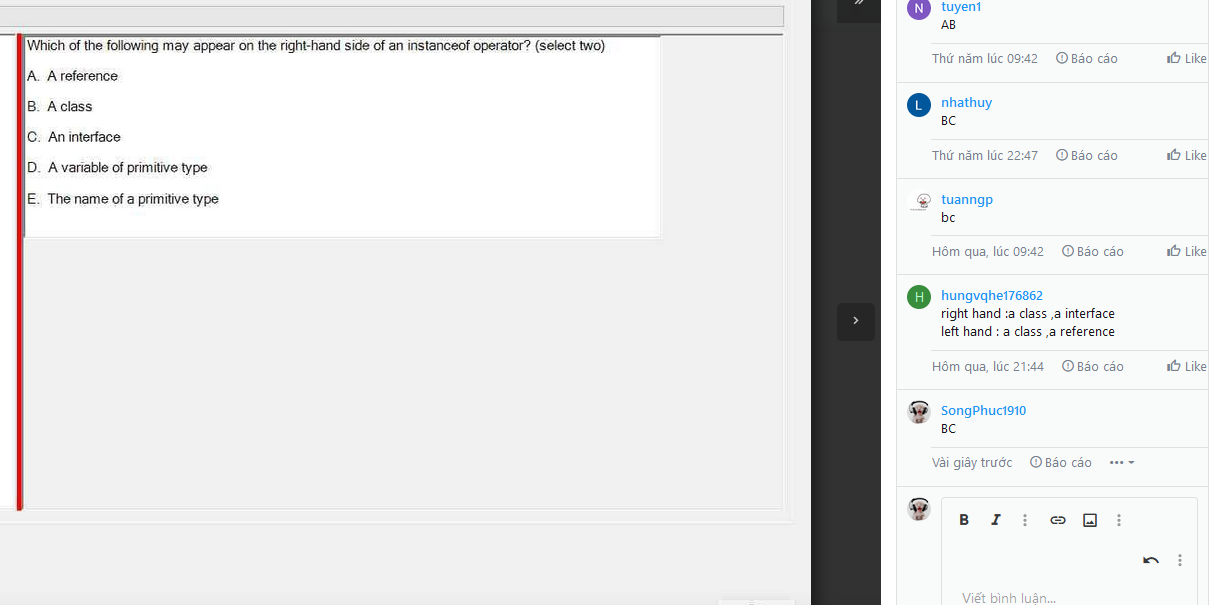 Which of the following may appear on the right-hand side of an instanceof operator? (select two)
A. A reference
B. A class
C. An interface
D. A variable of primitive type
E. The name of a primitive type
»
›
N
tuyen1
AB
Thứ năm lúc 09:42 Báo cáo Like
L
nhathuy
BC
Thứ năm lúc 22:47 Báo cáo Like
tuanngp
bc
Hôm qua, lúc 09:42 Báo cáo Like
H
hungvqhe176862
right hand :a class ,a interface
left hand : a class ,a reference
Hôm qua, lúc 21:44 Báo cáo Like
SongPhuc1910
BC
Vài giây trước Báo cáo
B I
Viết bình luận...